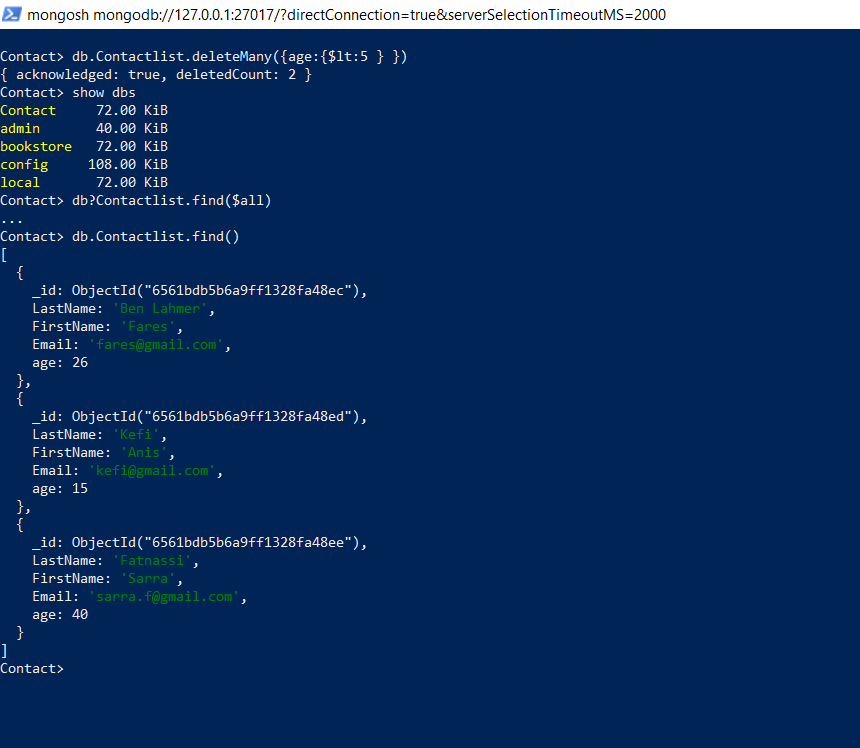 mongosh mongodb://127.0.0.1:27017/?directConnection=true&serverSelectionTimeoutMS=2000
Contact> db.Contactlist.deleteMany({age:{$lt:5 } })
{ acknowledged: true, deletedCount: 2 }
Contact> show dbs
Contact     72.00 KiB
admin       40.00 KiB
bookstore   72.00 KiB
config     108.00 KiB
local       72.00 KiB
Contact> db?Contactlist.find($all)
...
Contact> db.Contactlist.find()
[
  {
    _id: ObjectId("6561bdb5b6a9ff1328fa48ec"),
    LastName: 'Ben Lahmer',
    FirstName: 'Fares',
    Email: 'fares@gmail.com',
    age: 26
  },
  {
    _id: ObjectId("6561bdb5b6a9ff1328fa48ed"),
    LastName: 'Kefi',
    FirstName: 'Anis',
    Email: 'kefi@gmail.com',
    age: 15
  },
  {
    _id: ObjectId("6561bdb5b6a9ff1328fa48ee"),
    LastName: 'Fatnassi',
    FirstName: 'Sarra',
    Email: 'sarra.f@gmail.com',
    age: 40
  }
]
Contact>